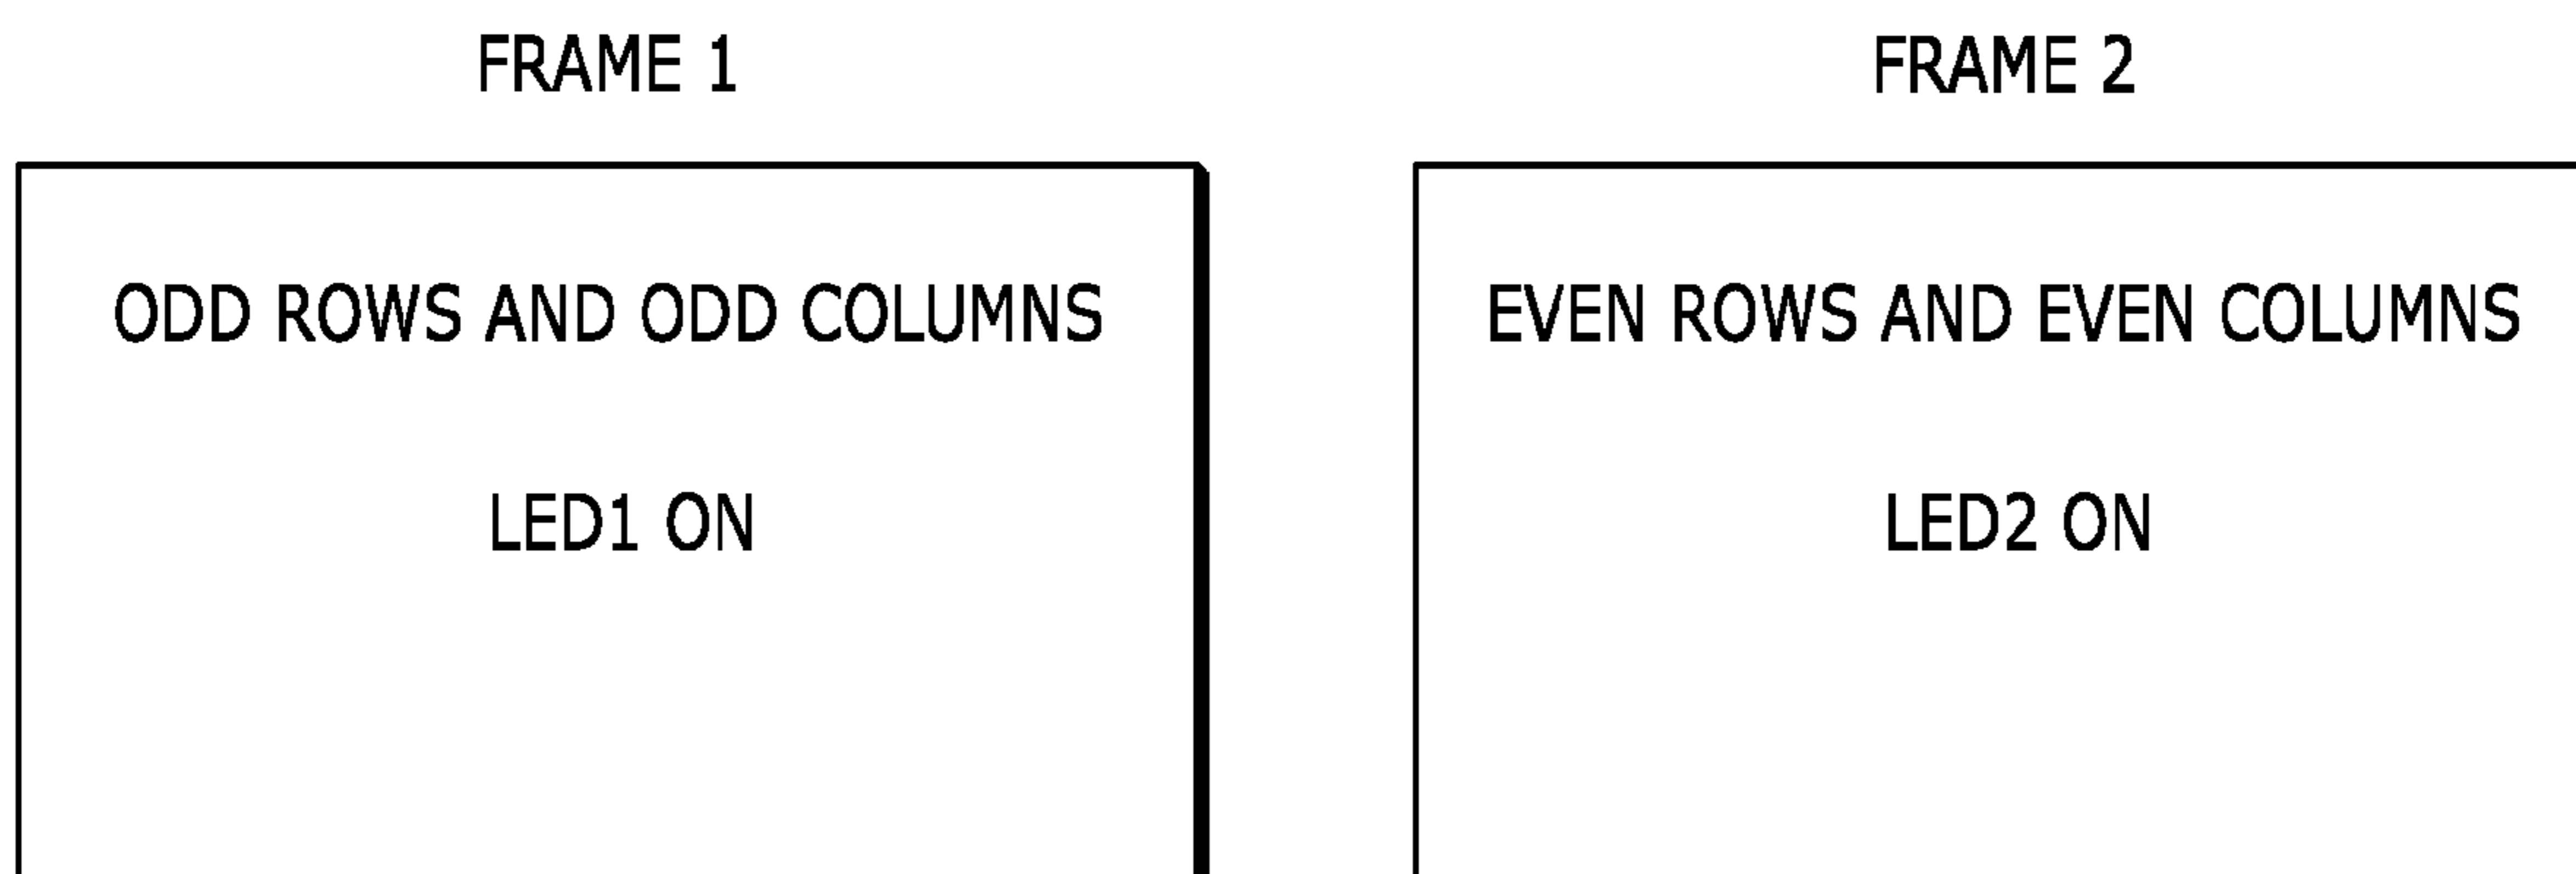 FRAME 1
ODD ROWS AND ODD COLUMNS
LED1 ON
FRAME 2
EVEN ROWS AND EVEN COLUMNS
LED2 ON